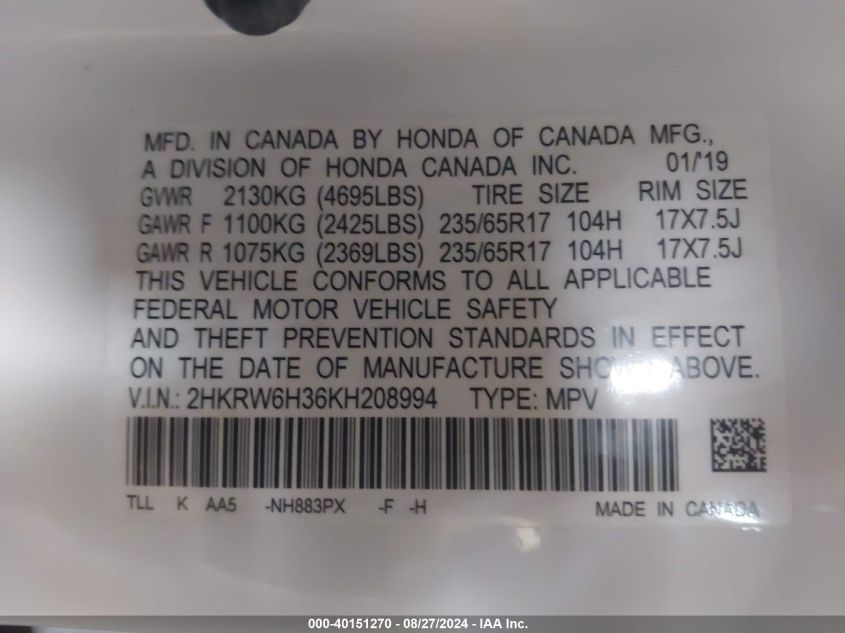 MFD. IN CANADA BY HONDA OF CANADA MFG.,
A DIVISION OF HONDA CANADA INC. 01/'19
GVWR 2130KG (4695LBS) TIRE SIZE RIM SIZE
GAWR F 1100KG (2425LBS) 235/65R17 104H 17X7.5J
GAWR R 1075KG (2369LBS) 235/65R17 104H 17X7.5J
THIS VEHICLE CONFORMS TO ALL APPLICABLE
FEDERAL MOTOR VEHICLE SAFETY
AND THEFT PREVENTION STANDARDS IN EFFECT
ON THE DATE OF MANUFACTURE ABOVE.
V.I.N.: 2HKRW6H36KH208994 TYPE: MPV
TLL K AA5 -NH883PX -F -H MADE IN CANADA
000-40151270 - 08/27/2024 - IAA Inc.